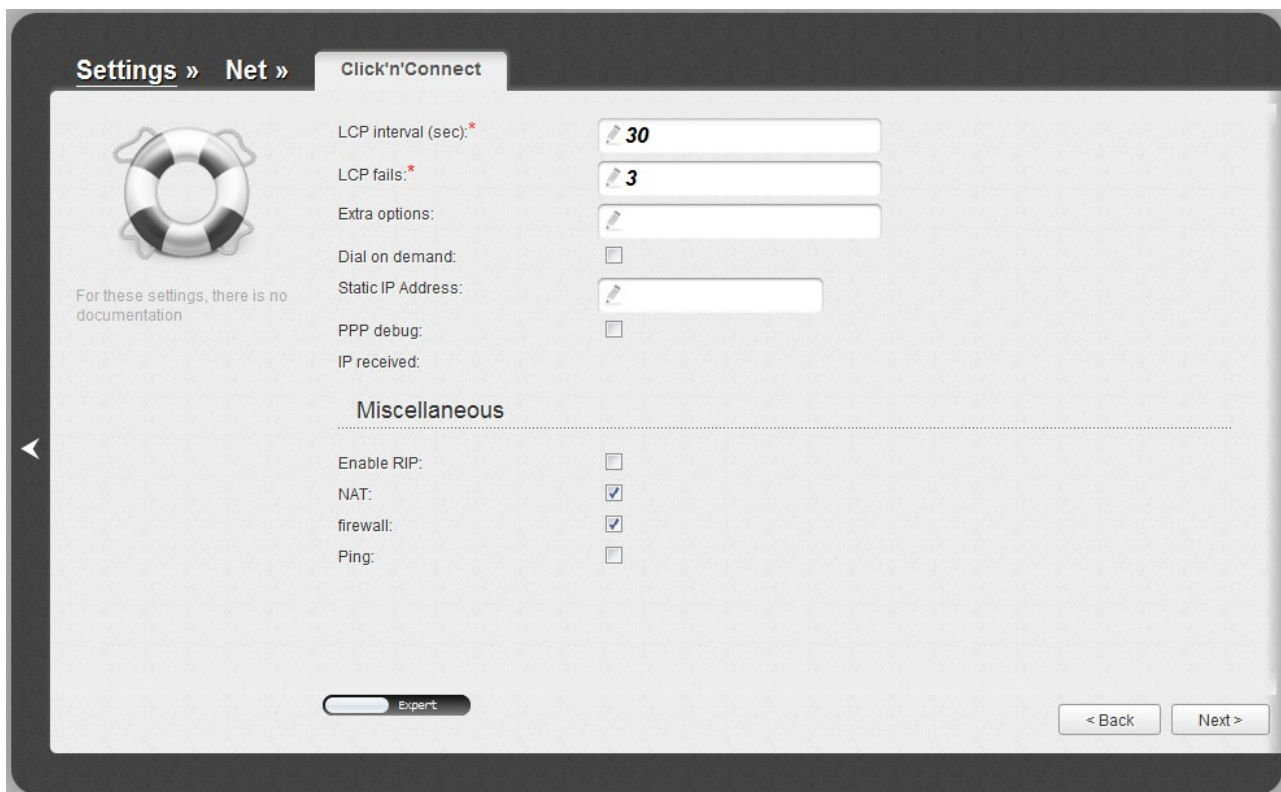 Settings » Net » Click'n'Connect
LCP interval (sec):* 30
LCP fails:* 3
Extra options:
Dial on demand:
Static IP Address:
For these settings, there is no
documentation
PPP debug:
IP received:
Miscellaneous
Enable RIP:
NAT:
firewall:
Ping:
Expert
< Back Next >